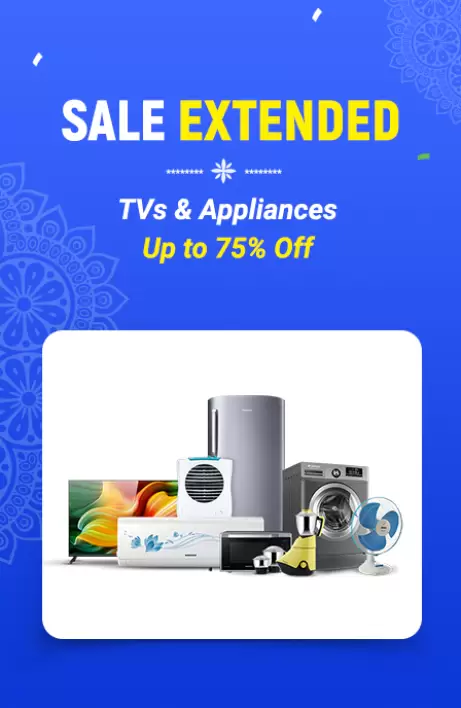 SALE EXTENDED
******** ********
TVs & Appliances
Up to 75% Off